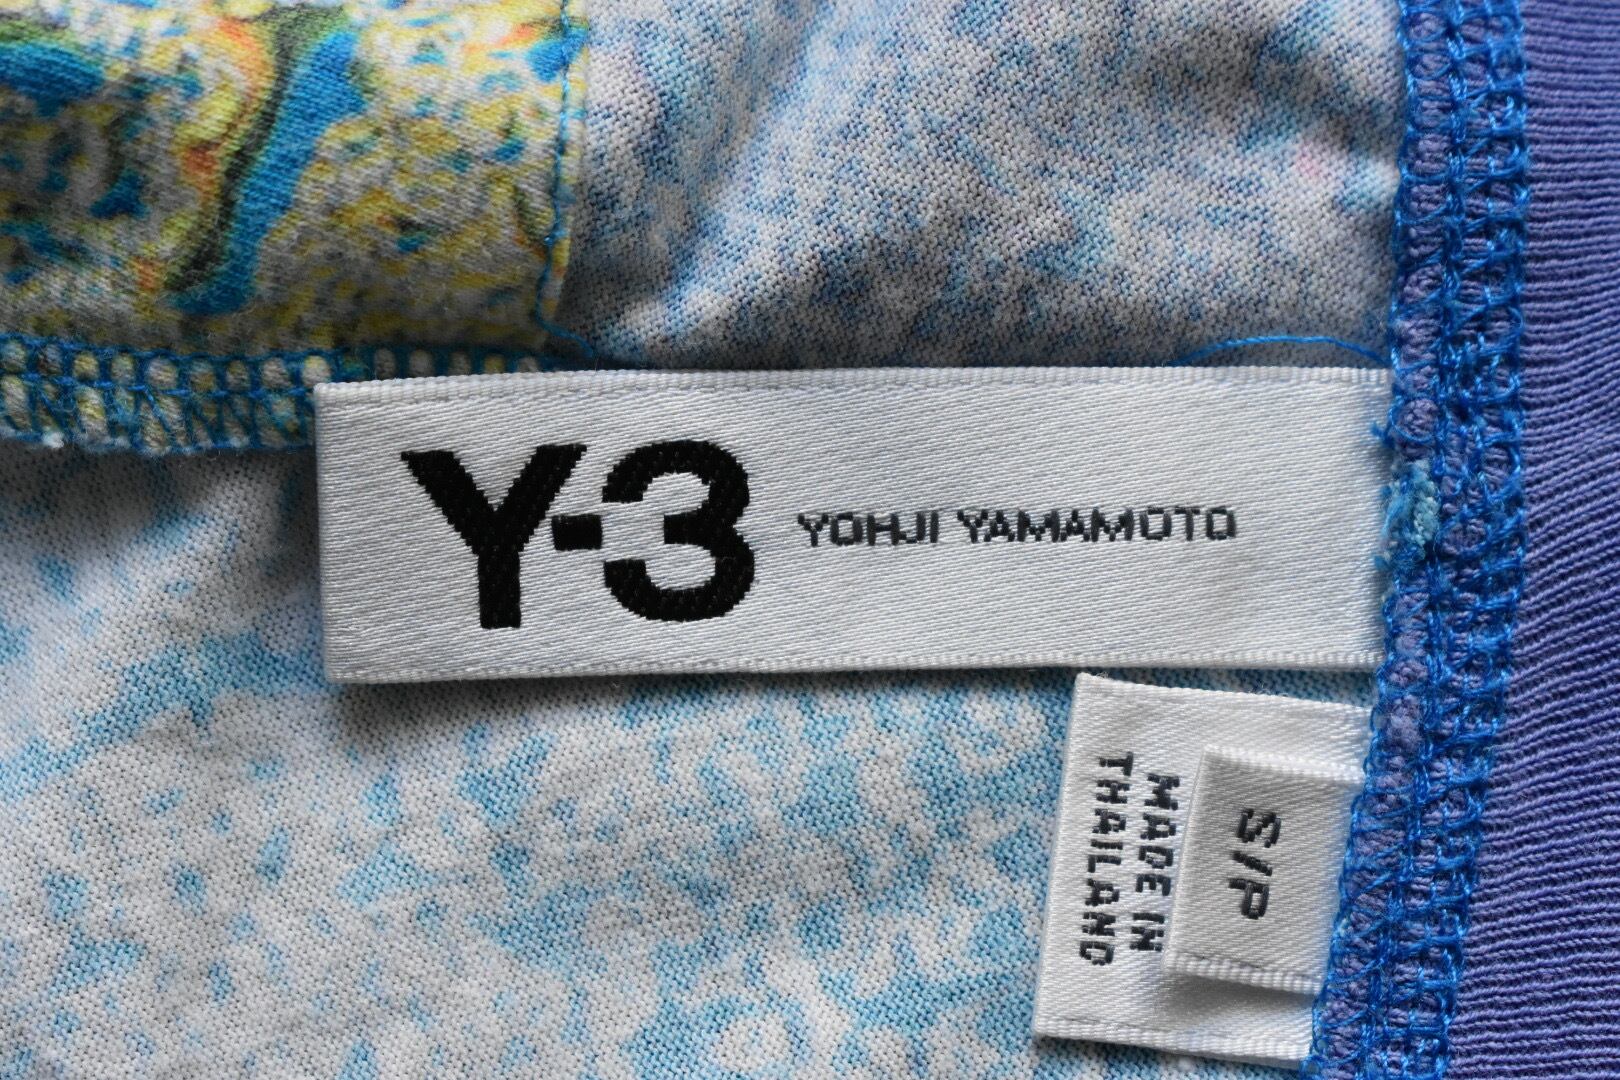 Y-3 YOHJI YAMAMOTO
S/P
MADE IN
THAILAND